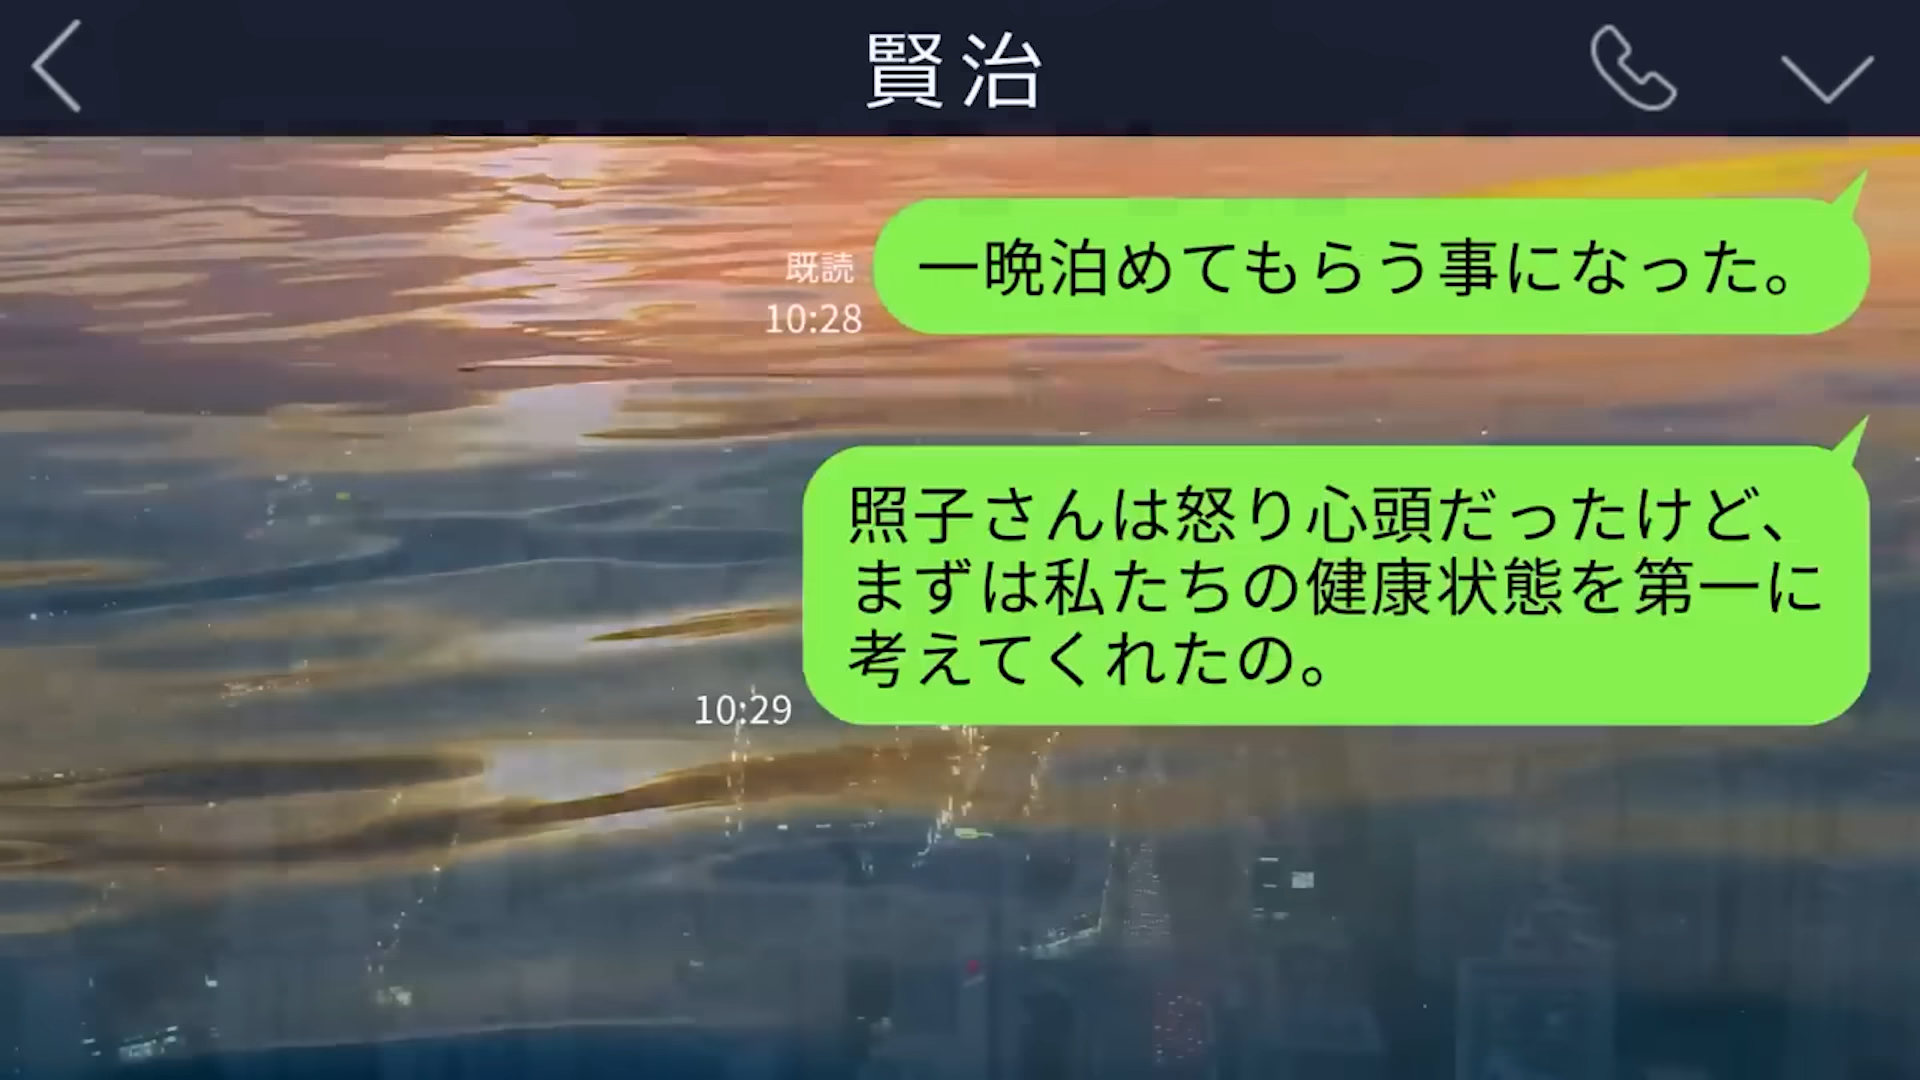 賢治
一晩泊めてもらう事になった。
既読
10:28
照子さんは怒り心頭だったけど、
まずは私たちの健康状態を第一に
考えてくれたの。
10:29